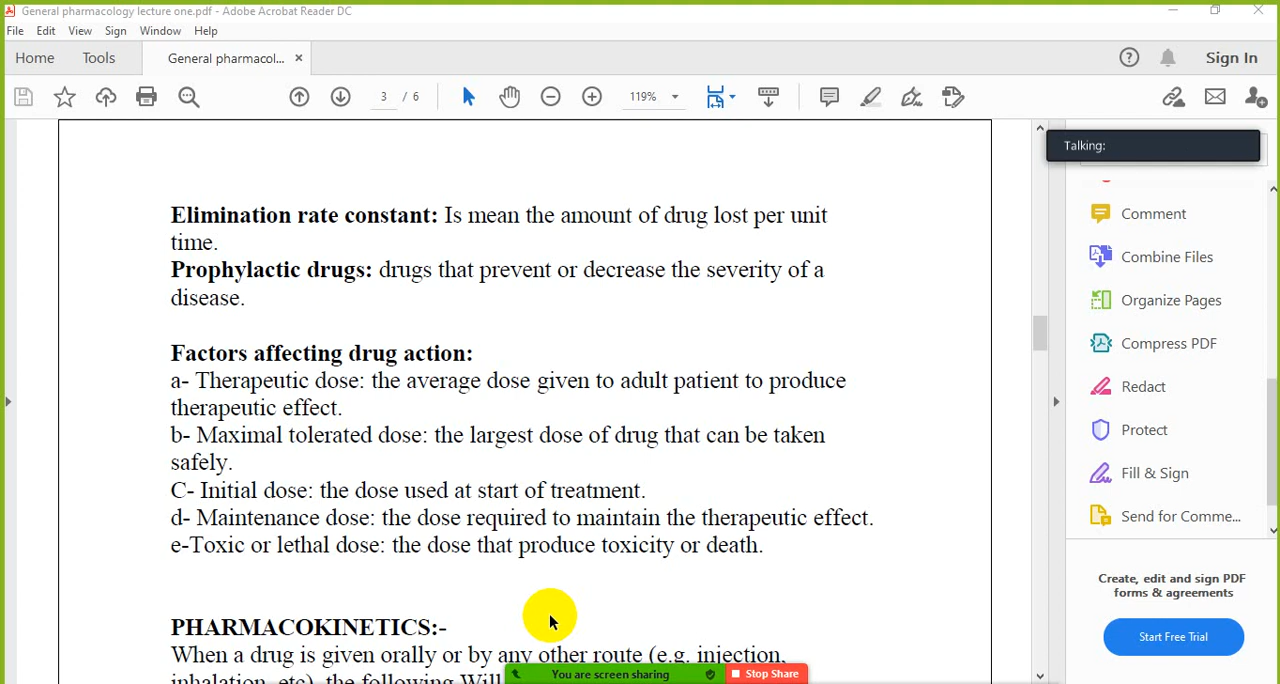 General pharmacology lecture one.pdf - Adobe Acrobat Reader DC
File Edit View Sign Window Help
Home Tools General pharmacol... × Sign In
3 / 6 119%
Talking:
Elimination rate constant: Is mean the amount of drug lost per unit
time.
Prophylactic drugs: drugs that prevent or decrease the severity of a
disease.
Factors affecting drug action:
a- Therapeutic dose: the average dose given to adult patient to produce
therapeutic effect.
b- Maximal tolerated dose: the largest dose of drug that can be taken
safely.
C- Initial dose: the dose used at start of treatment.
d- Maintenance dose: the dose required to maintain the therapeutic effect.
e-Toxic or lethal dose: the dose that produce toxicity or death.
PHARMACOKINETICS:-
When a drug is given orally or by any other route (e.g. injection,
inhalation, etc), the following Will
You are screen sharing Stop Share
Comment
Combine Files
Organize Pages
Compress PDF
Redact
Protect
Fill & Sign
Send for Comme...
Create, edit and sign PDF
forms & agreements
Start Free Trial